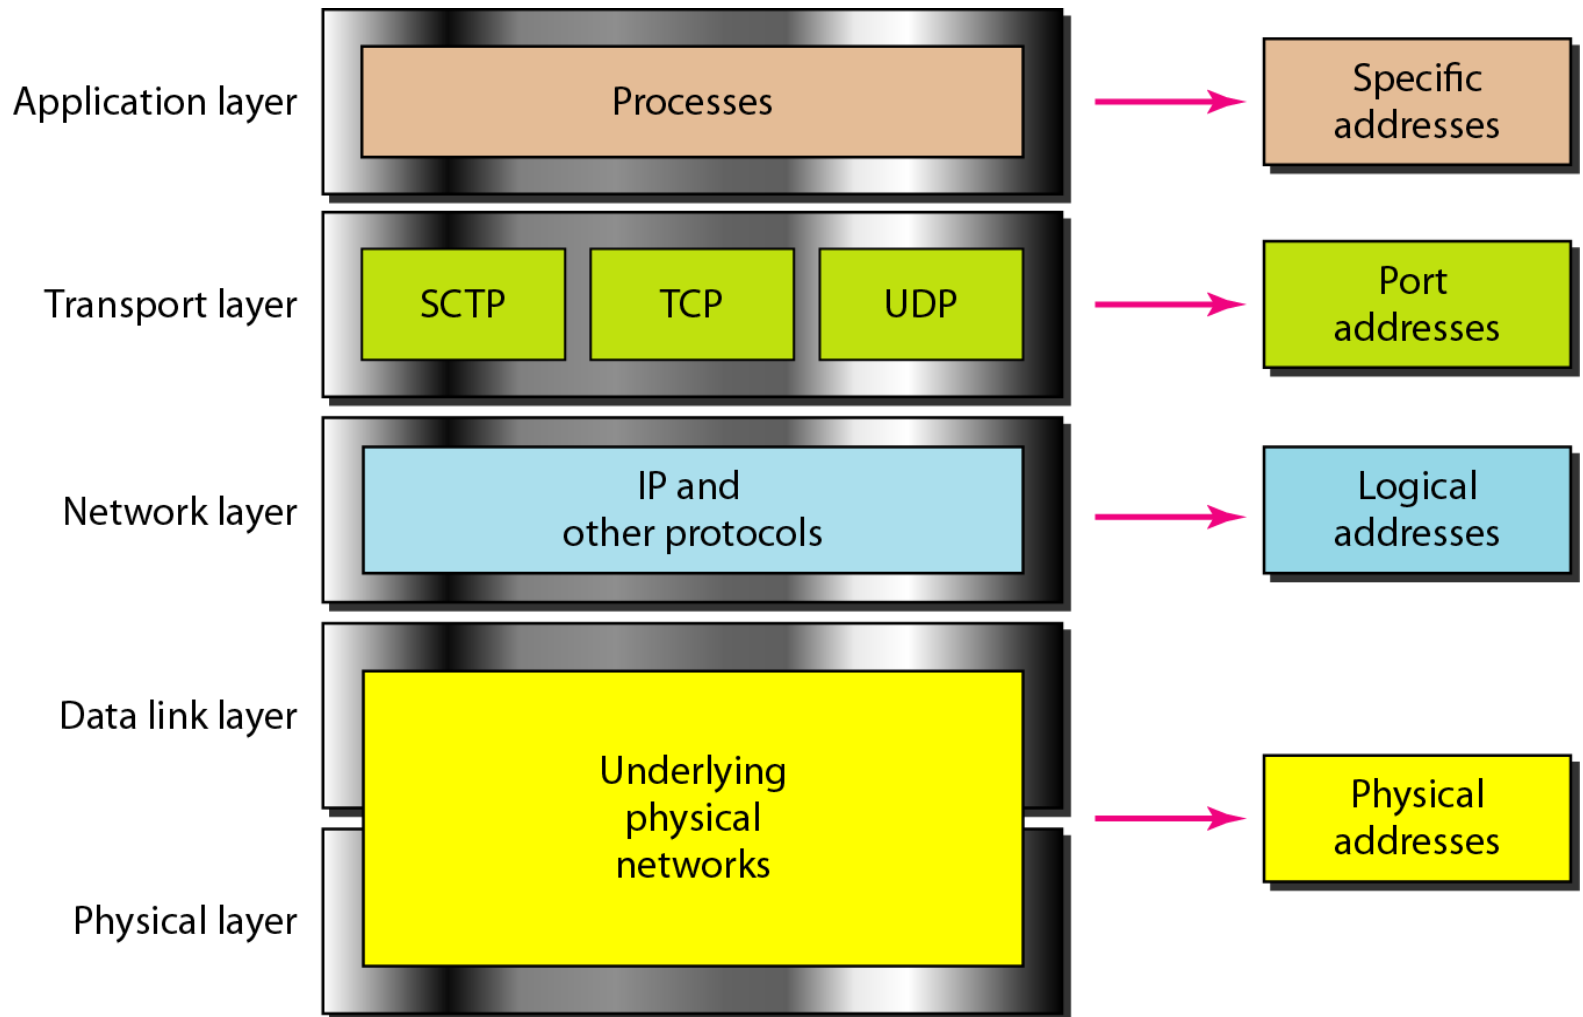 Application layer
Processes
Specific
addresses
Transport layer
SCTP
TCP
UDP
Port
addresses
Network layer
IP and
other protocols
Logical
addresses
Data link layer
Underlying
physical
networks
Physical
addresses
Physical layer